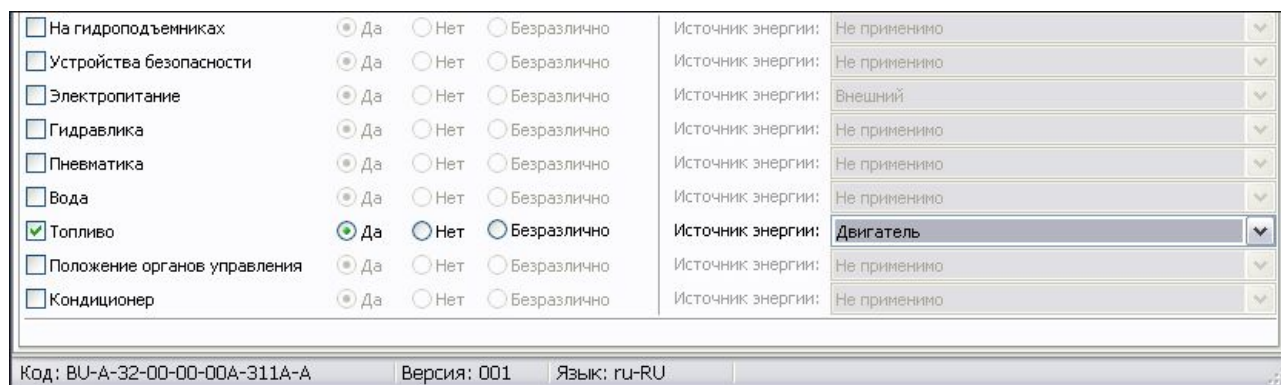 На гидроподъемниках Да Нет Безразлично Источник энергии: Не применимо
Устройства безопасности Да Нет Безразлично Источник энергии: Не применимо
Электропитание Да Нет Безразлично Источник энергии: Внешний
Гидравлика Да Нет Безразлично Источник энергии: Не применимо
Пневматика Да Нет Безразлично Источник энергии: Не применимо
Вода Да Нет Безразлично Источник энергии: Не применимо
Топливо Да Нет Безразлично Источник энергии: Двигатель
Положение органов управления Да Нет Безразлично Источник энергии: Не применимо
Кондиционер Да Нет Безразлично Источник энергии: Не применимо
Код: BU-A-32-00-00-00A-311A-A Версия: 001 Язык: ru-RU